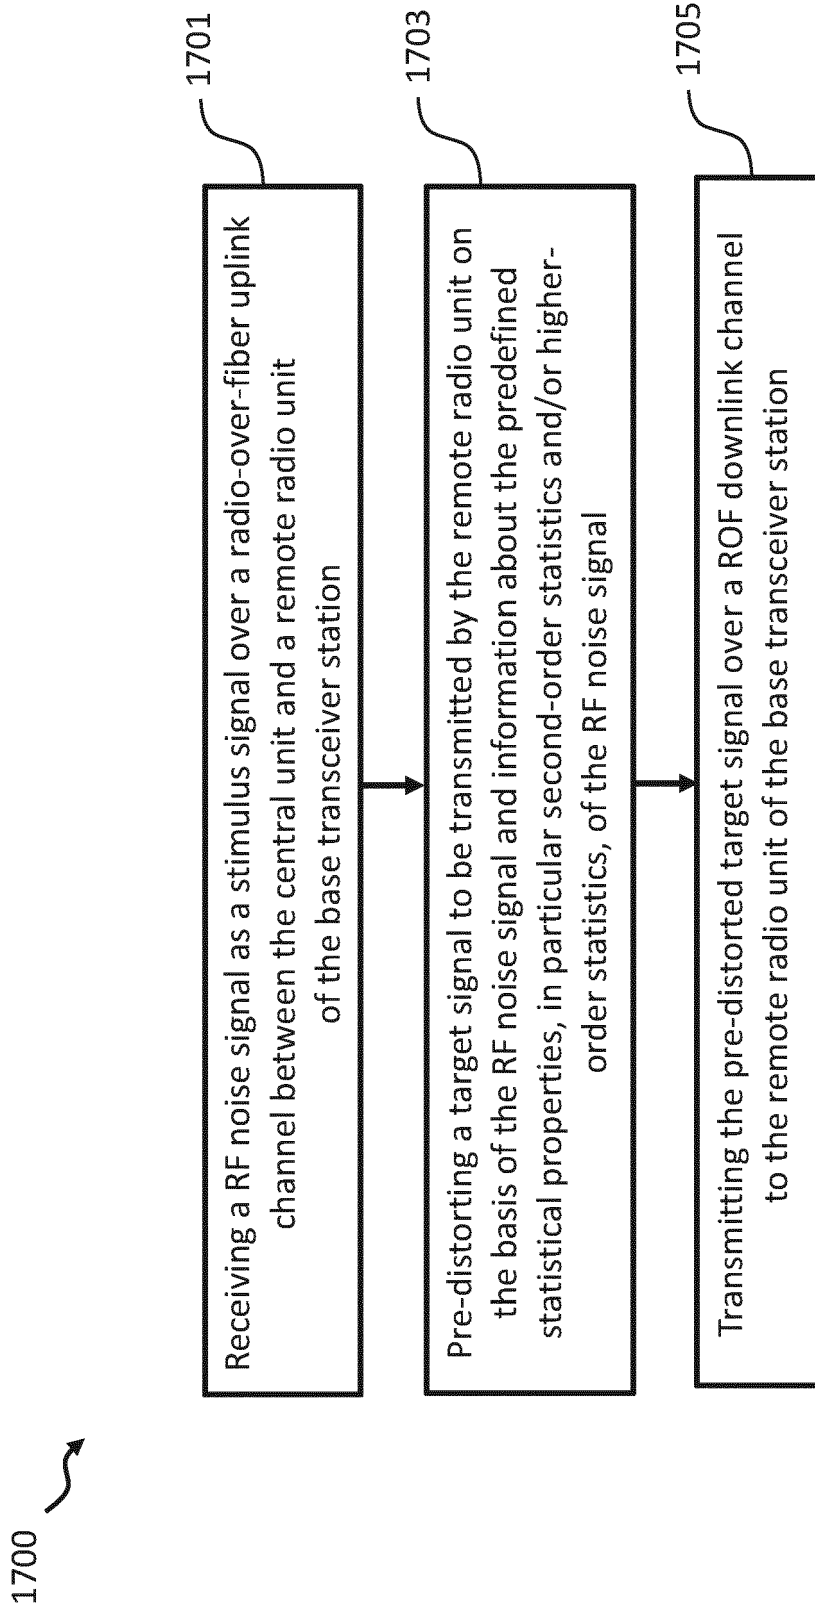 1700
1701
Receiving a RF noise signal as a stimulus signal over a radio-over-fiber uplink
channel between the central unit and a remote radio unit
of the base transceiver station
1703
Pre-distorting a target signal to be transmitted by the remote radio unit on
the basis of the RF noise signal and information about the predefined
statistical properties, in particular second-order statistics and/or higher-
order statistics, of the RF noise signal
1705
Transmitting the pre-distorted target signal over a ROF downlink channel
to the remote radio unit of the base transceiver station